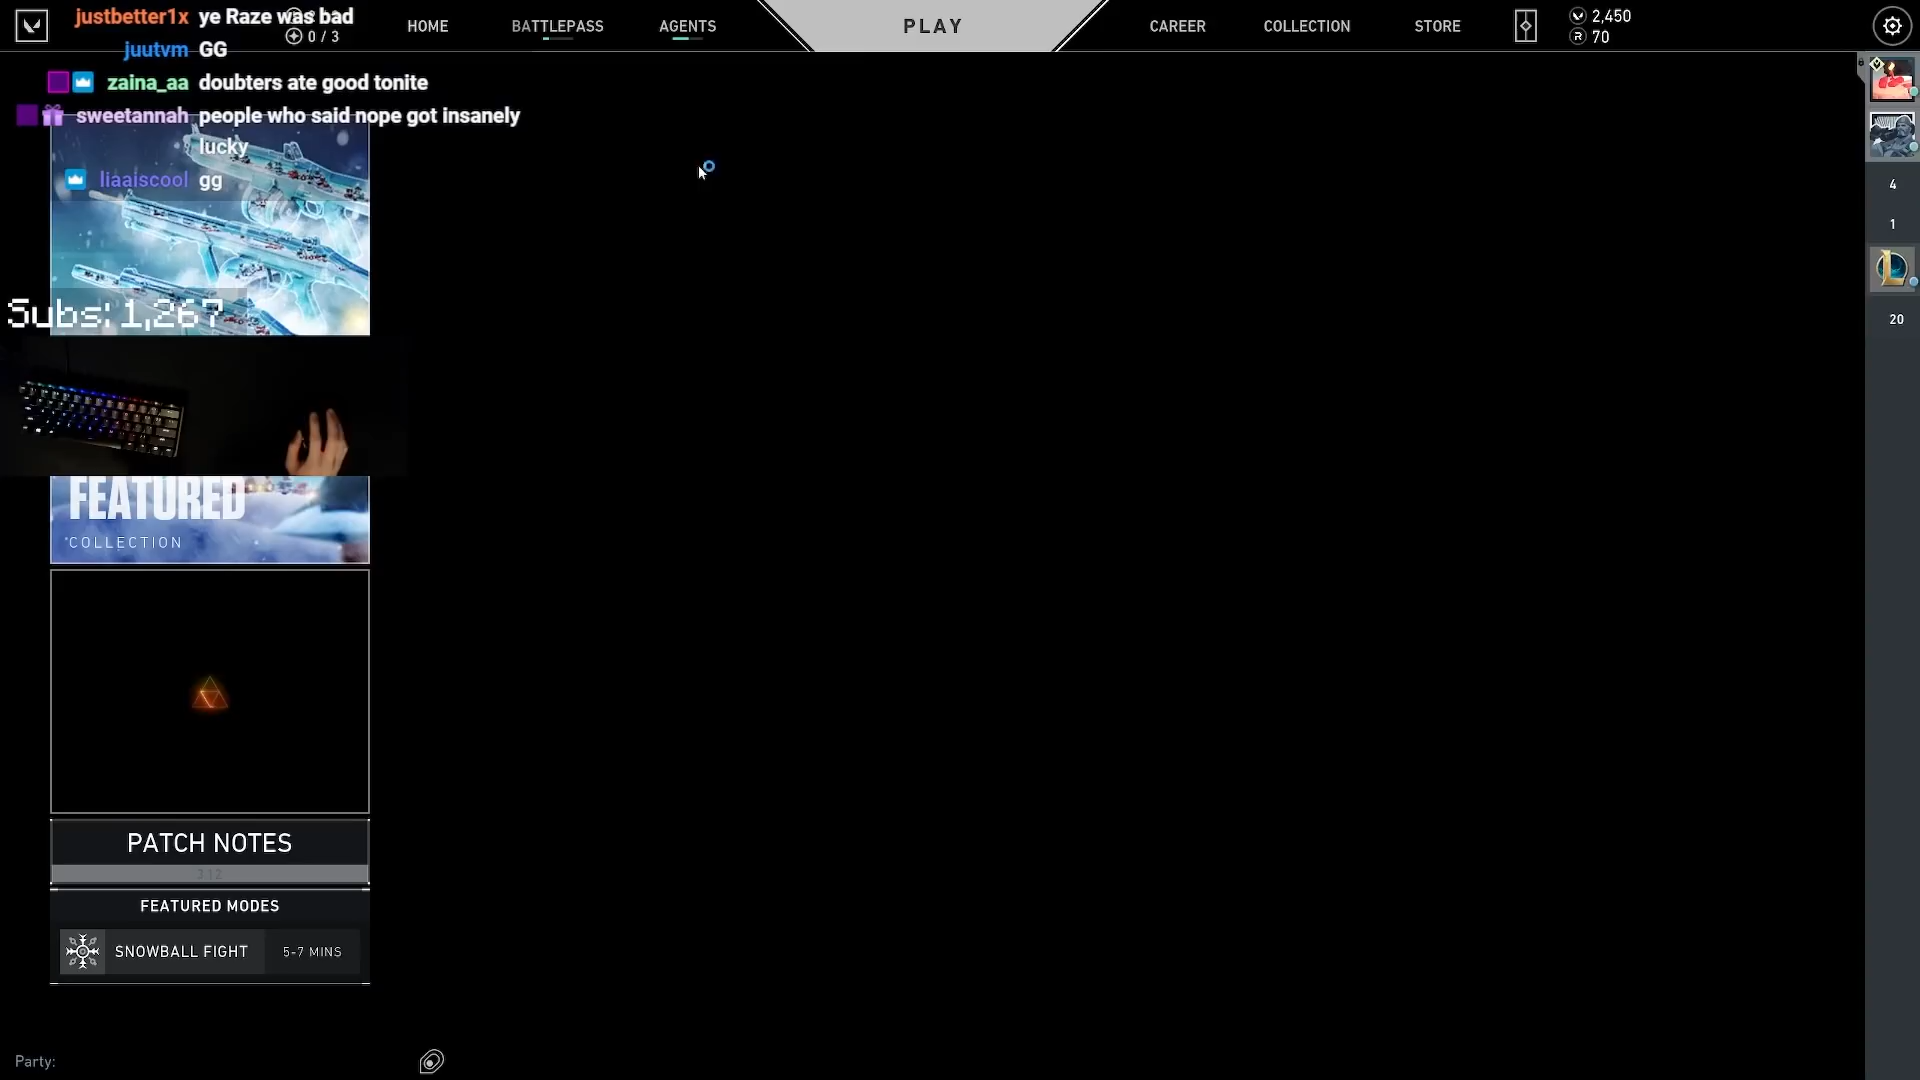 justbetter1x ye Raze was bad
juutvm GG
zaina_aa doubters ate good tonite
sweetannah people who said nope got insanely
lucky
liaaiscool gg
0 / 3
HOME
BATTLEPASS
AGENTS
PLAY
CAREER
COLLECTION
STORE
2,450
R 70
4
1
20
Subs: 1,267
FEATURED
COLLECTION
PATCH NOTES
3.12
FEATURED MODES
SNOWBALL FIGHT 5-7 MINS
Party: